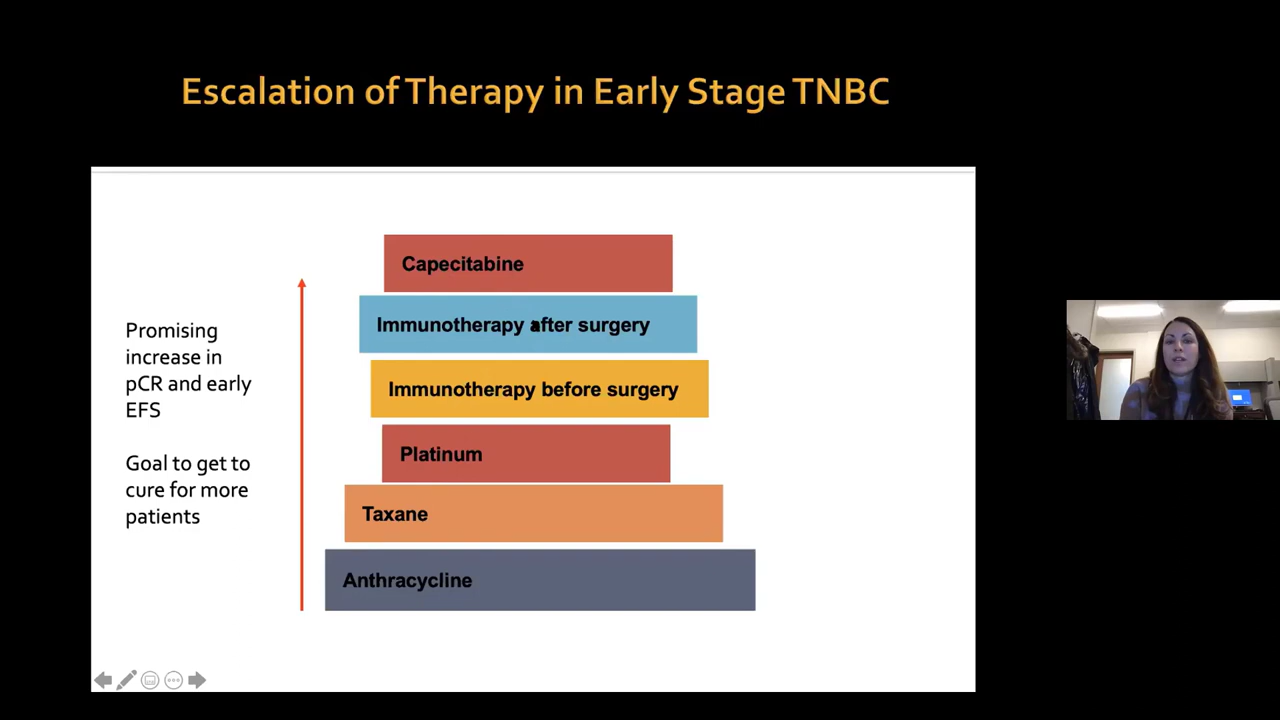 Escalation of Therapy in Early Stage TNBC
Capecitabine
Immunotherapy after surgery
Immunotherapy before surgery
Platinum
Taxane
Anthracycline
Promising
increase in
pCR and early
EFS
Goal to get to
cure for more
patients